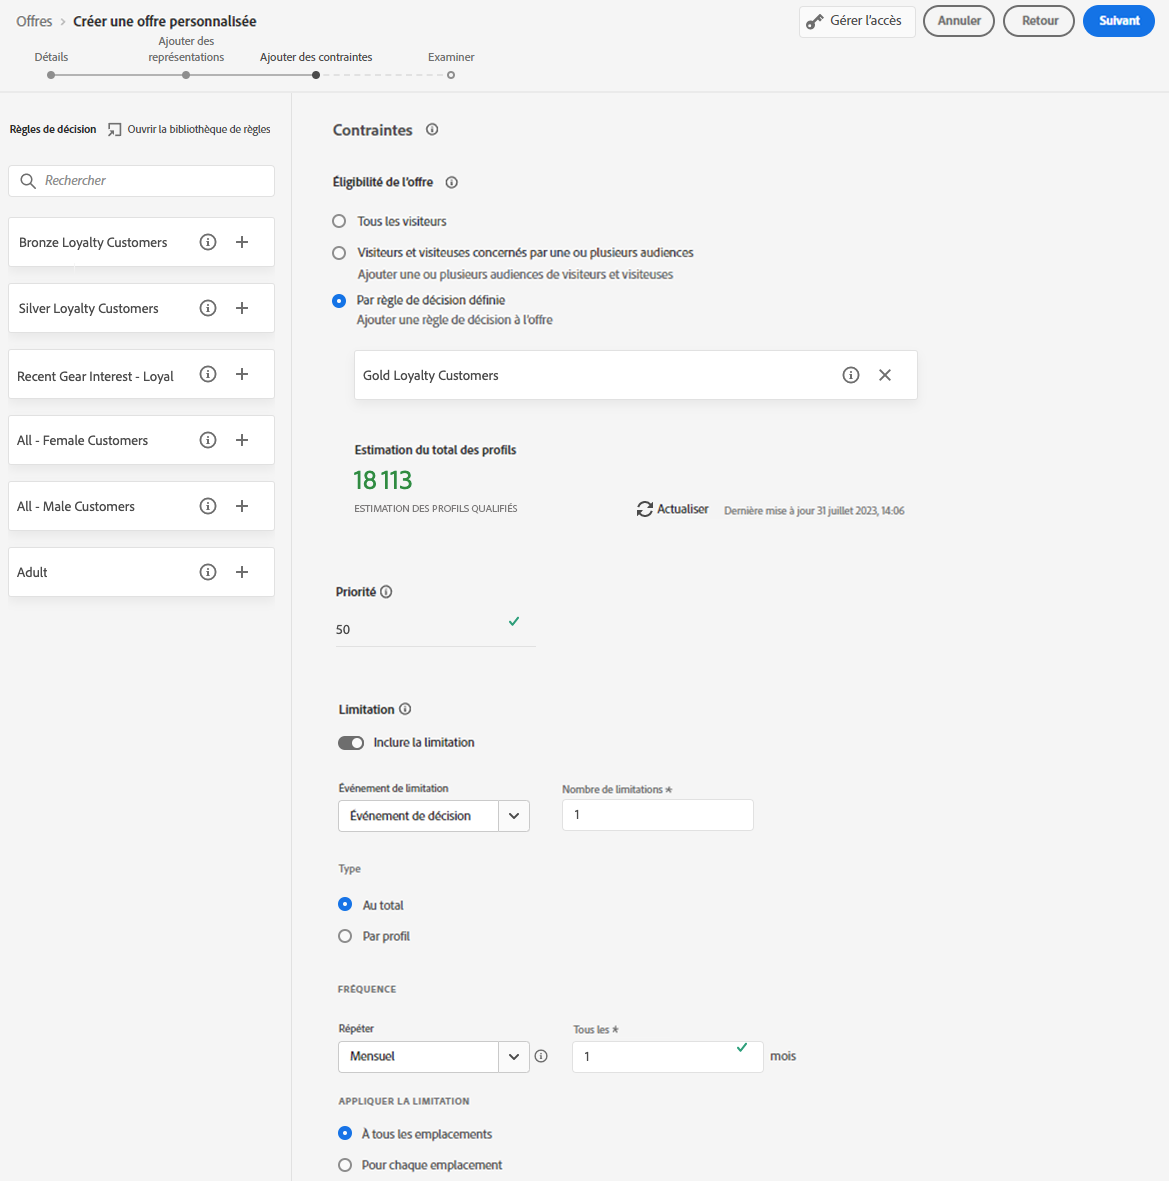 Offres > Créer une offre personnalisée
Gérer l'accès
Annuler
Retour
Suivant
Détails
Ajouter des
représentations
Ajouter des contraintes
Examiner
Règles de décision
Ouvrir la bibliothèque de règles
Rechercher
Bronze Loyalty Customers
Silver Loyalty Customers
Recent Gear Interest - Loyal
All - Female Customers
All - Male Customers
Adult
Contraintes
Éligibilité de l'offre
Tous les visiteurs
Visiteurs et visiteuses concernés par une ou plusieurs audiences
Ajouter une ou plusieurs audiences de visiteurs et visiteuses
Par règle de décision définie
Ajouter une règle de décision à l'offre
Gold Loyalty Customers
Estimation du total des profils
18 113
ESTIMATION DES PROFILS QUALIFIÉS
Actualiser
Dernière mise à jour 31 juillet 2023, 14:06
Priorité
50
Limitation
Inclure la limitation
Événement de limitation
Nombre de limitations *
Événement de décision
1
Type
Au total
Par profil
FRÉQUENCE
Répéter
Tous les *
Mensuel
1
mois
APPLIQUER LA LIMITATION
À tous les emplacements
Pour chaque emplacement